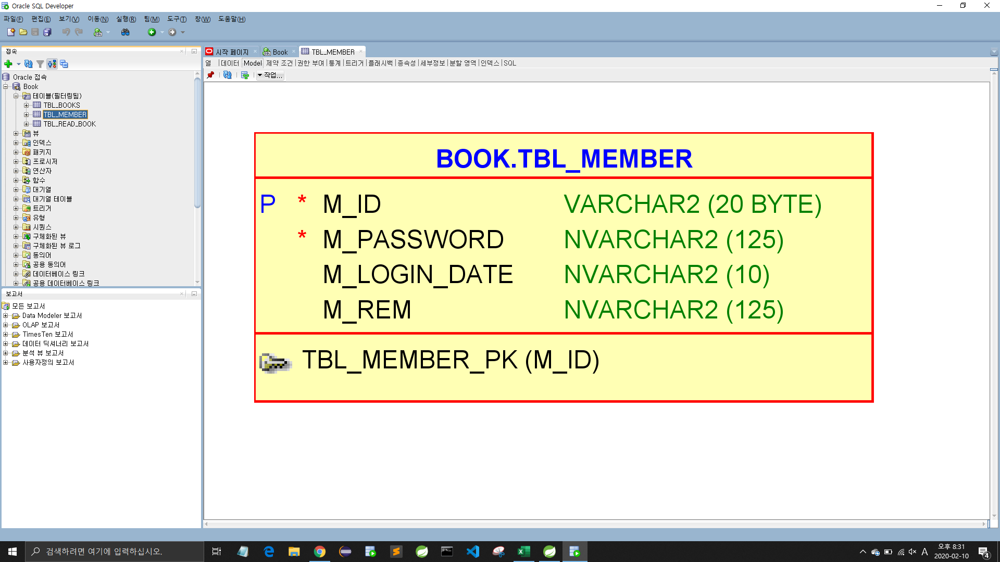 Oracle SQL Developer
파일(F) 편집(E) 보기(V) 이동(N) 실행(R) 팀(M) 도구(T) 창(W) 도움말(H)
접속
Oracle 접속
Book
테이블(필터링됨)
TBL_BOOKS
TBL_MEMBER
TBL_READ_BOOK
뷰
인덱스
패키지
프로시저
연산자
함수
대기열
대기열 테이블
트리거
유형
시퀀스
구체화된 뷰
구체화된 뷰 로그
동의어
공용 동의어
데이터베이스 링크
공용 데이터베이스 링크
보고서
모든 보고서
Data Modeler 보고서
OLAP 보고서
TimesTen 보고서
데이터 딕셔너리 보고서
분석 뷰 보고서
사용자정의 보고서
시작 페이지 Book TBL_MEMBER
열 |데이터 |Model |제약 조건 |권한 부여 |통계 |트리거 |플래시백 |종속성 |세부정보 |분할 영역 |인덱스 |SQL
작업...
BOOK.TBL_MEMBER
P * M_ID VARCHAR2 (20 BYTE)
* M_PASSWORD NVARCHAR2 (125)
M_LOGIN_DATE NVARCHAR2 (10)
M_REM NVARCHAR2 (125)
TBL_MEMBER_PK (M_ID)
검색하려면 여기에 입력하십시오.
A
오후 8:31
2020-02-10
4